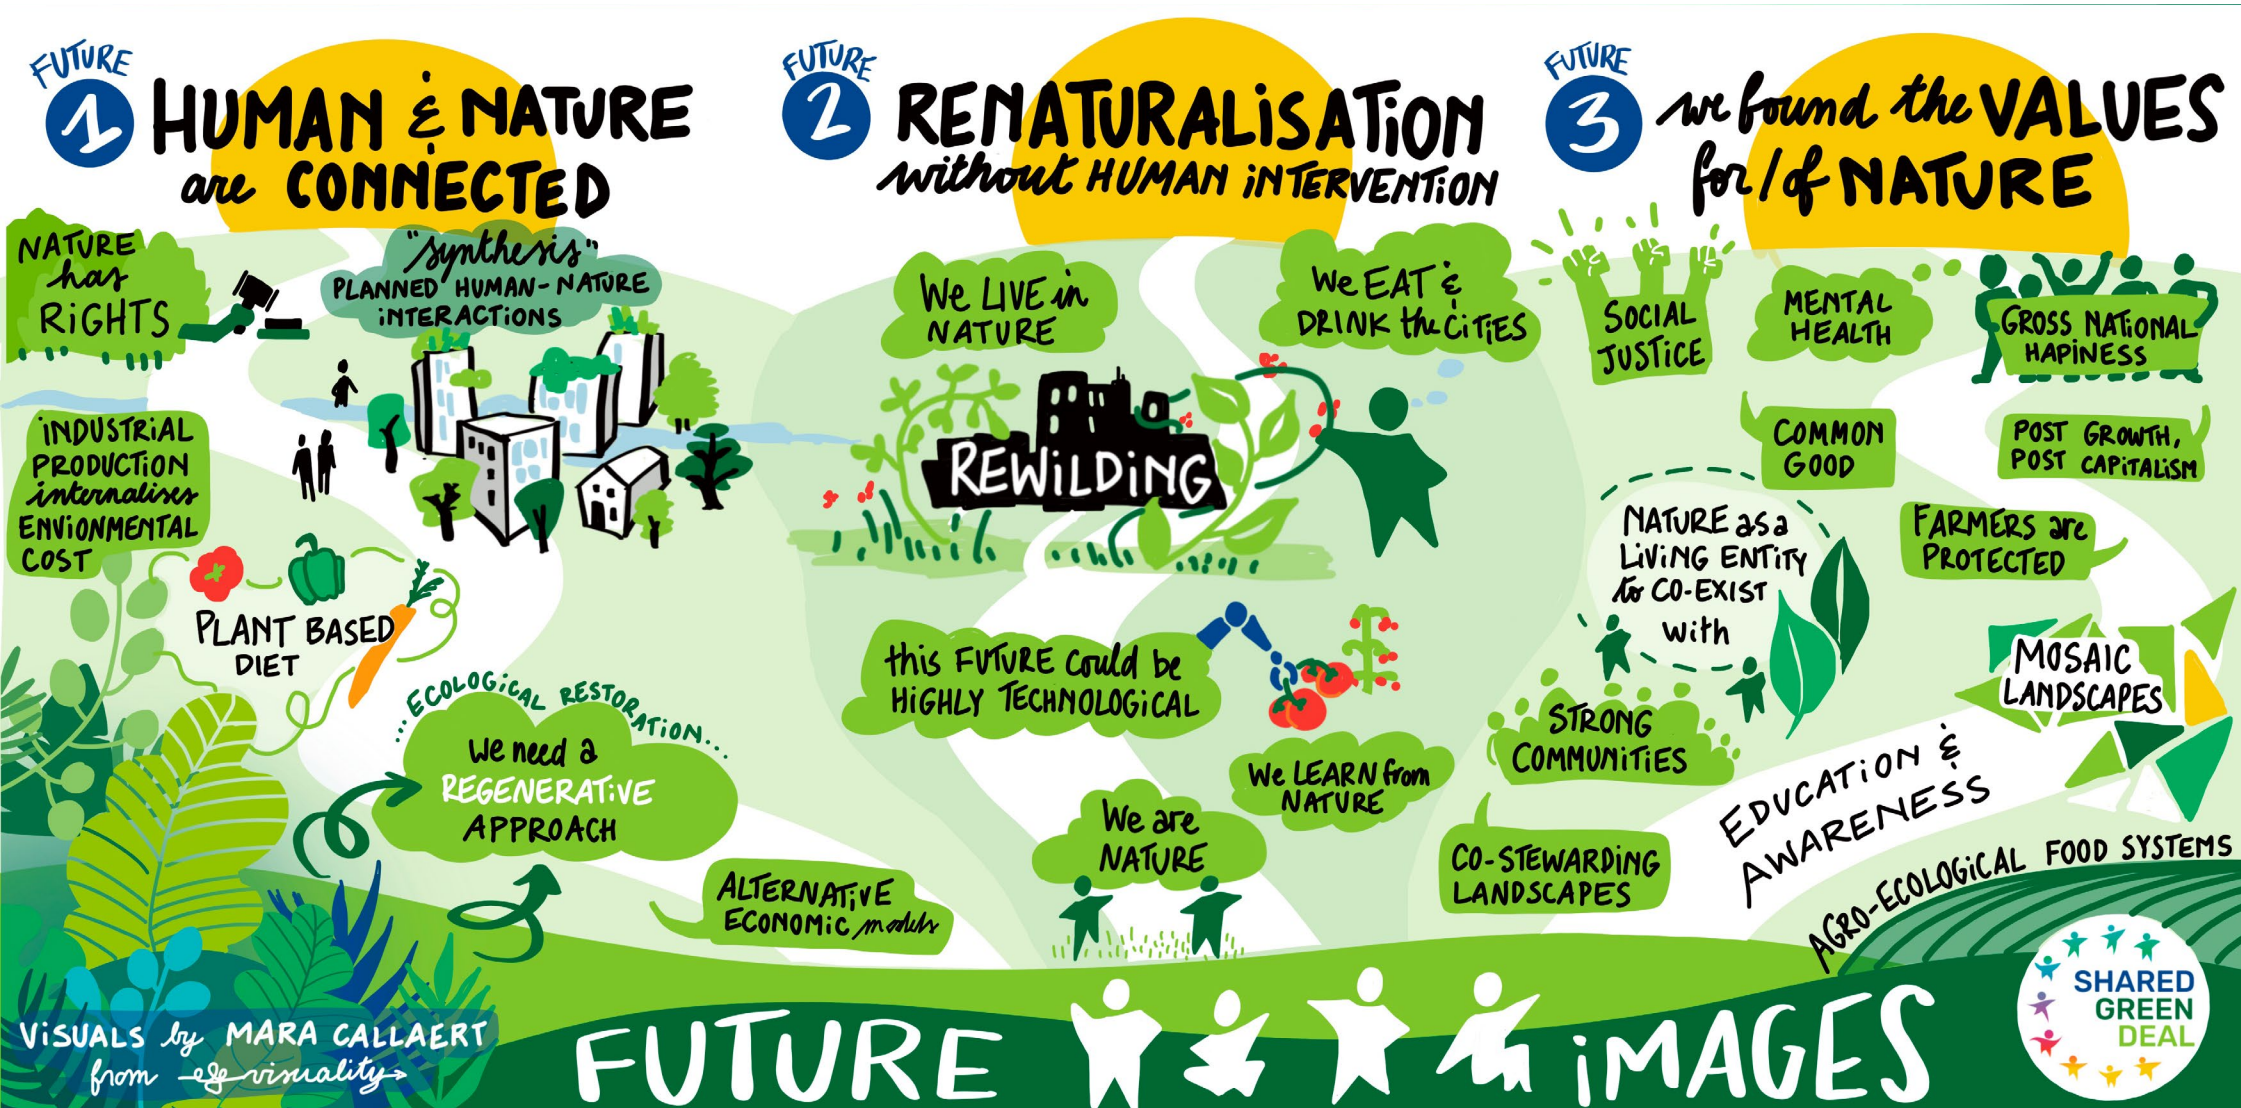 FUTURE
1
HUMAN & NATURE
are CONNECTED
NATURE
has
RiGHTS
"synthesis"
PLANNED HUMAN-NATURE
iNTERACTiONS
iNDUSTRiAL
PRODUCTiON
internalises
ENViONMENTAL
COST
PLANT BASED
DIET
...ECOLOGiCAL RESTORATiON...
We need a
REGENERATiVE
APPROACH
ALTERNATiVE
ECONOMiC models
FUTURE
2
RENATURALiSATiON
without HUMAN iNTERVENTiON
We LIVE in
NATURE
We EAT &
DRINK the CiTiES
REWiLDiNG
this FUTURE could be
HiGHLY TECHNOLOGiCAL
We LEARN from
NATURE
We are
NATURE
FUTURE
3
we found the VALUES
for/of NATURE
SOCIAL
JUSTiCE
MENTAL
HEALTH
GROSS NATiONAL
HAPiNESS
COMMON
GOOD
POST GROWTH,
POST CAPiTALiSM
NATURE as a
LiViNG ENTiTY
to CO-EXIST
with
FARMERS are
PROTECTED
MOSAiC
LANDSCAPES
STRONG
COMMUNiTiES
EDUCATiON &
AWARENESS
CO-STEWARDiNG
LANDSCAPES
AGRO-ECOLOGiCAL FOOD SYSTEMS
ViSUALS by MARA CALLAERT
from visuality
FUTURE iMAGES
SHARED
GREEN
DEAL